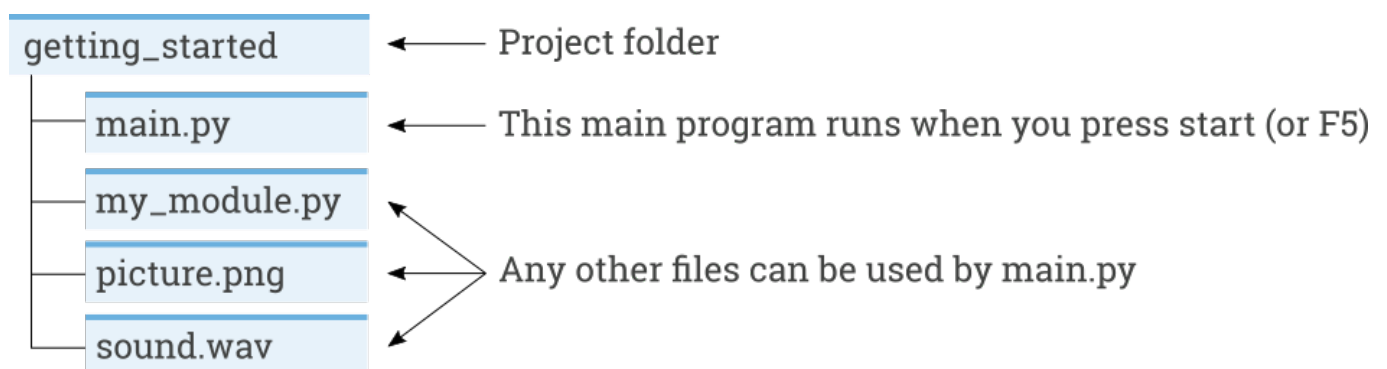 getting_started
Project folder
main.py
This main program runs when you press start (or F5)
my_module.py
picture.png
Any other files can be used by main.py
sound.wav